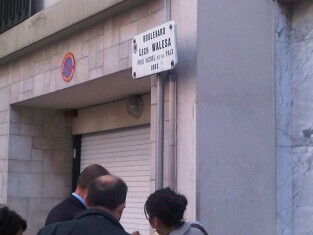 BOULEVARD
LECH WALESA
PRIX NOBEL DE LA PAIX
1983